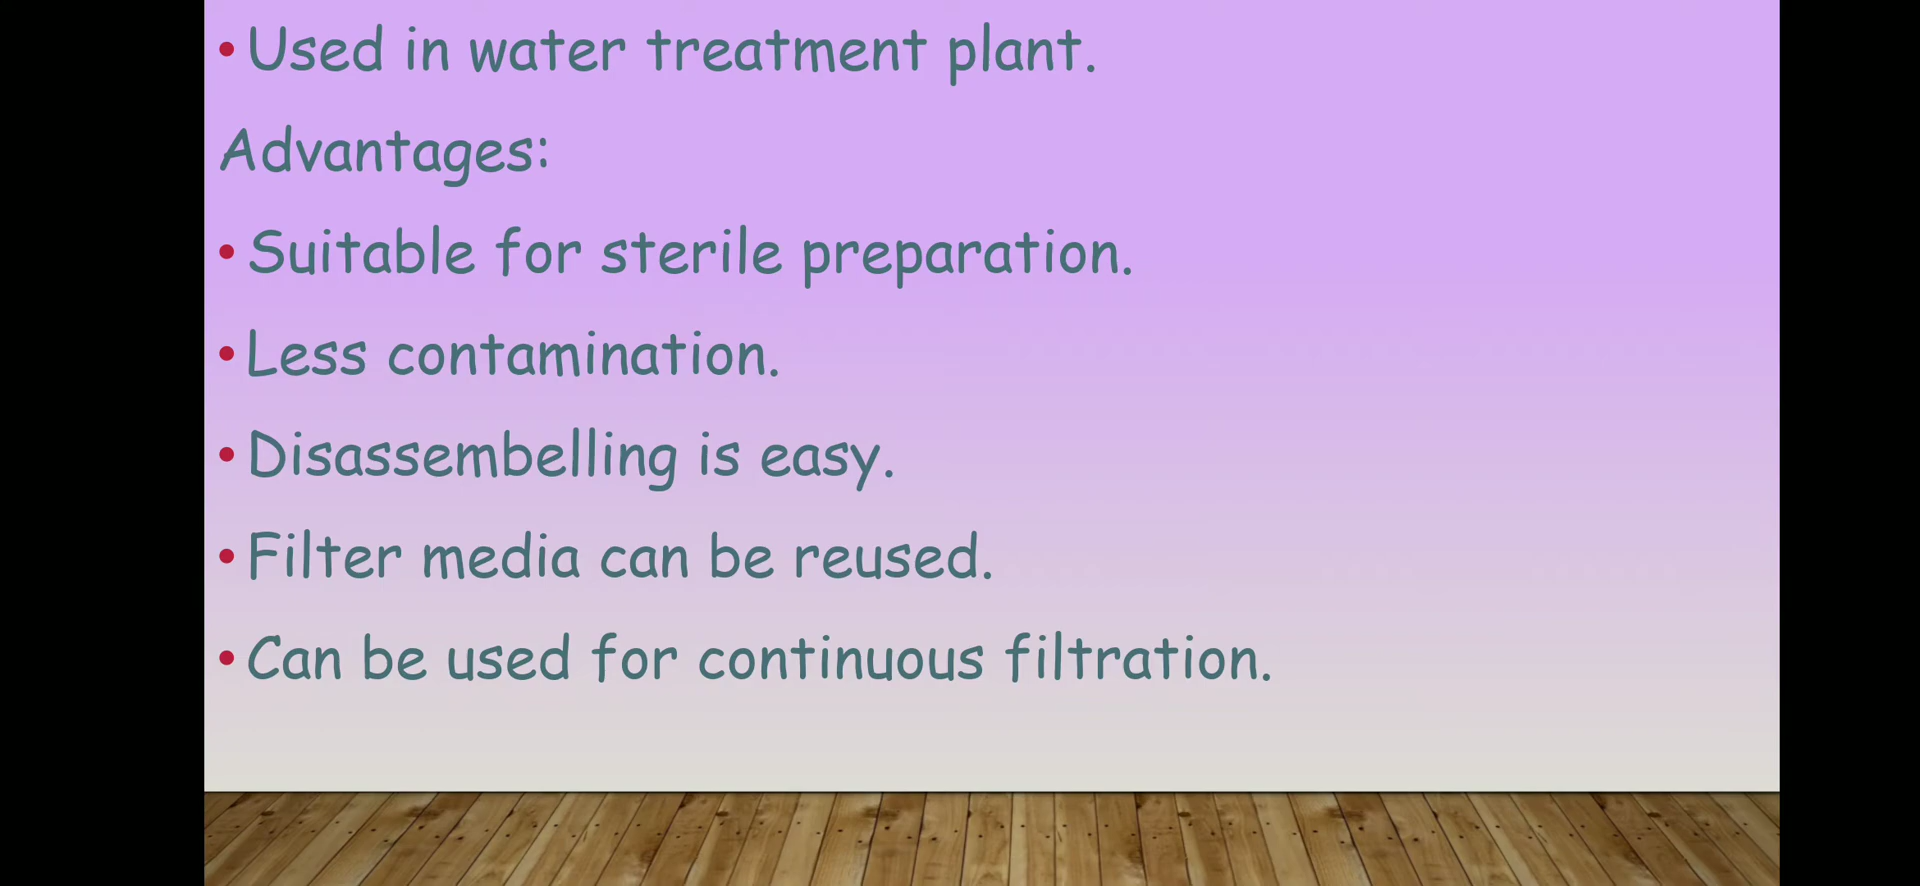 • Used in water treatment plant.
Advantages:
• Suitable for sterile preparation.
• Less contamination.
• Disassembelling is easy.
• Filter media can be reused.
• Can be used for continuous filtration.